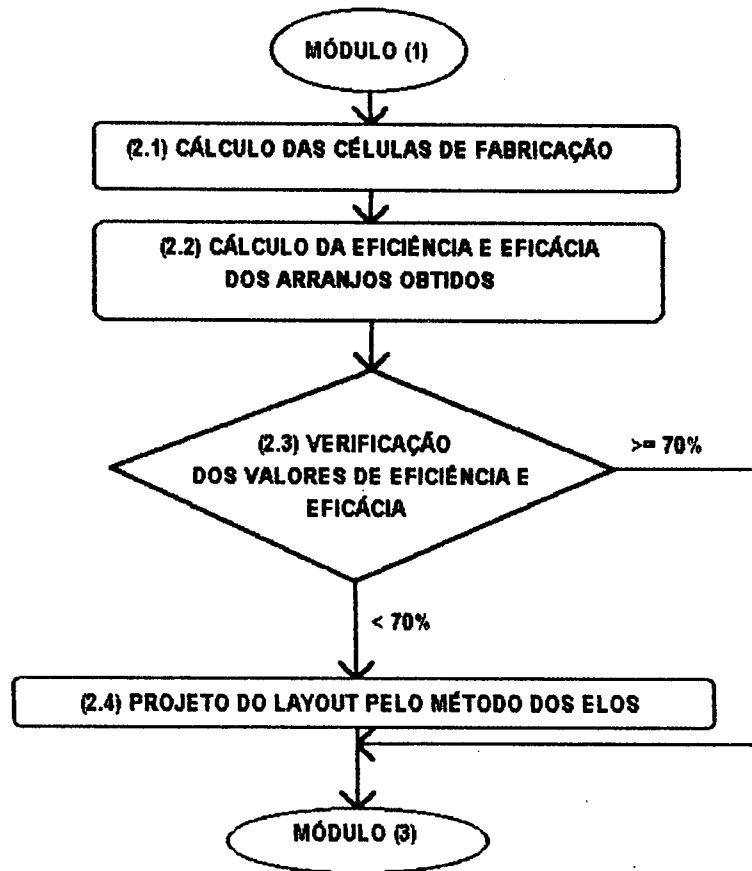 MÓDULO (1)
(2.1) CÁLCULO DAS CÉLULAS DE FABRICAÇÃO
(2.2) CÁLCULO DA EFICIÊNCIA E EFICÁCIA
DOS ARRANJOS OBTIDOS
(2.3) VERIFICAÇÃO
DOS VALORES DE EFICIÊNCIA E
EFICÁCIA
>= 70%
< 70%
(2.4) PROJETO DO LAYOUT PELO MÉTODO DOS ELOS
MÓDULO (3)